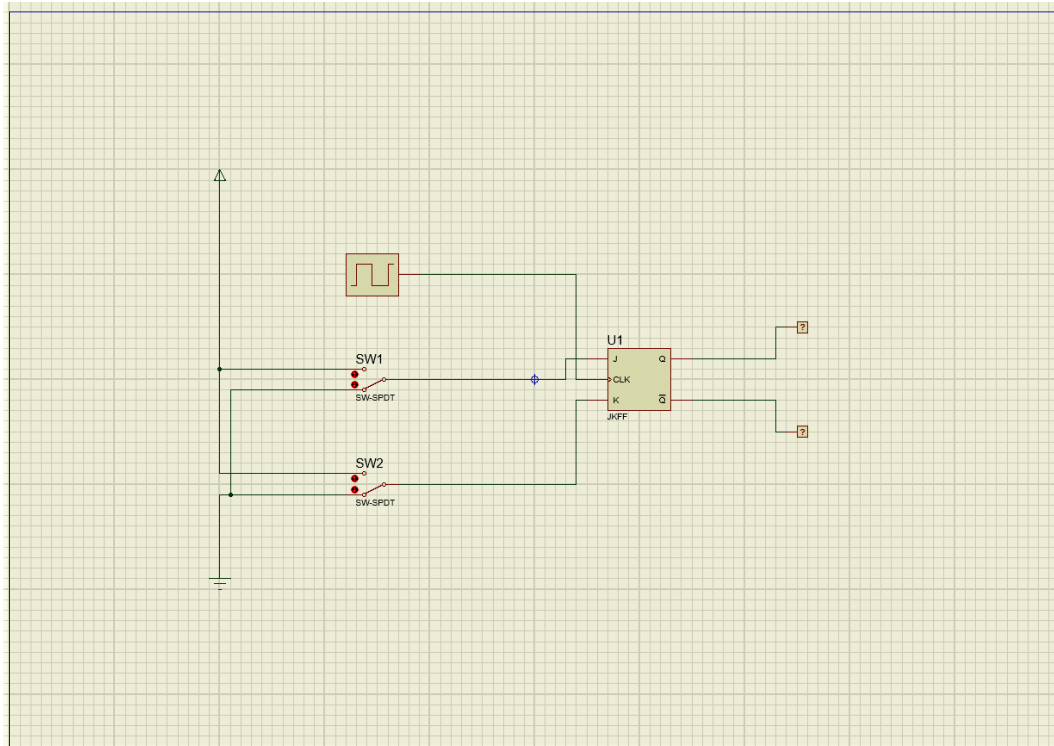 SW1
SW-SPDT
SW2
SW-SPDT
U1
J
Q
CLK
K
Q̅
JKFF
?
?